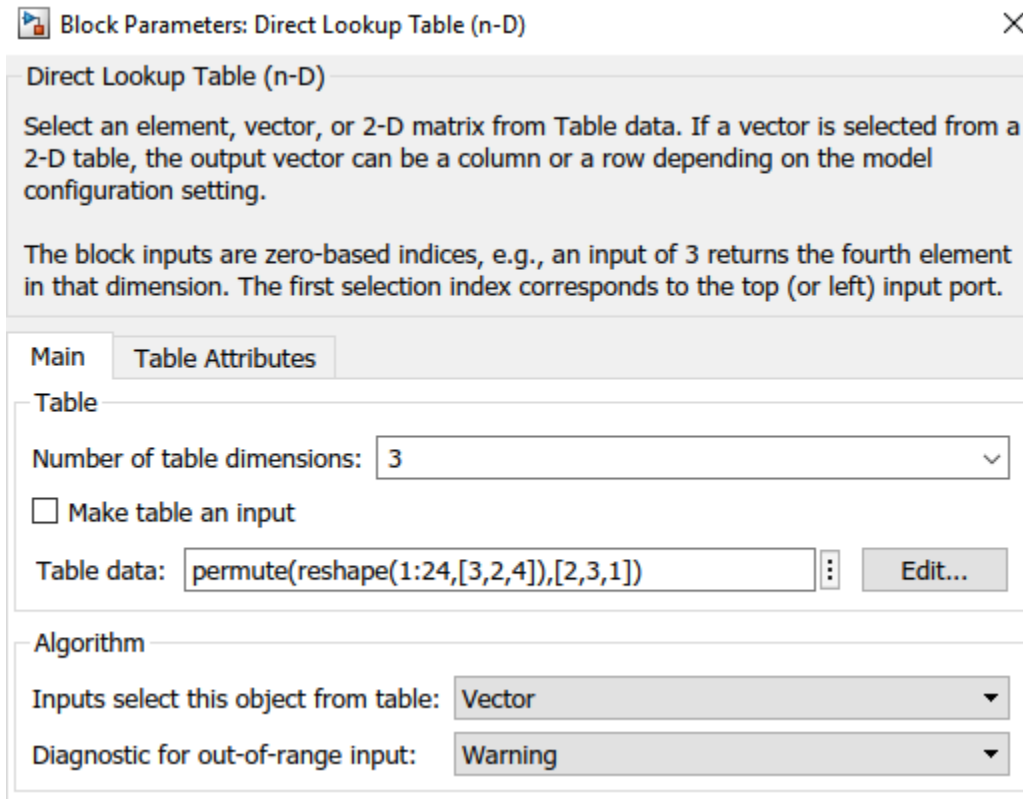 Block Parameters: Direct Lookup Table (n-D)
Direct Lookup Table (n-D)
Select an element, vector, or 2-D matrix from Table data. If a vector is selected from a
2-D table, the output vector can be a column or a row depending on the model
configuration setting.
The block inputs are zero-based indices, e.g., an input of 3 returns the fourth element
in that dimension. The first selection index corresponds to the top (or left) input port.
Main Table Attributes
Table
Number of table dimensions: 3
Make table an input
Table data: permute(reshape(1:24,[3,2,4]),[2,3,1]) Edit...
Algorithm
Inputs select this object from table: Vector
Diagnostic for out-of-range input: Warning